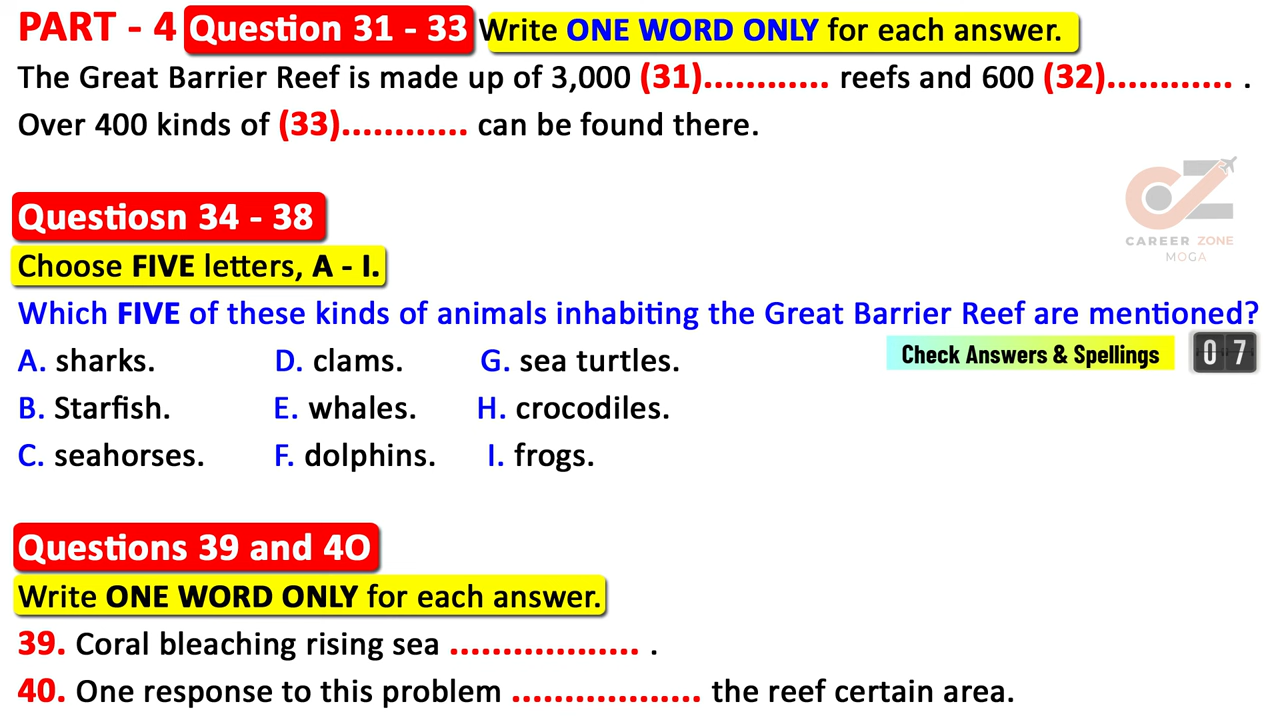 PART - 4 Question 31 - 33 Write ONE WORD ONLY for each answer.
The Great Barrier Reef is made up of 3,000 (31)............ reefs and 600 (32)............ .
Over 400 kinds of (33)............ can be found there.
CAREER ZONE
MOGA
Questiosn 34 - 38
Choose FIVE letters, A - I.
Which FIVE of these kinds of animals inhabiting the Great Barrier Reef are mentioned?
Check Answers & Spellings 07
A. sharks. D. clams. G. sea turtles.
B. Starfish. E. whales. H. crocodiles.
C. seahorses. F. dolphins. I. frogs.
Questions 39 and 4O
Write ONE WORD ONLY for each answer.
39. Coral bleaching rising sea .................. .
40. One response to this problem .................. the reef certain area.